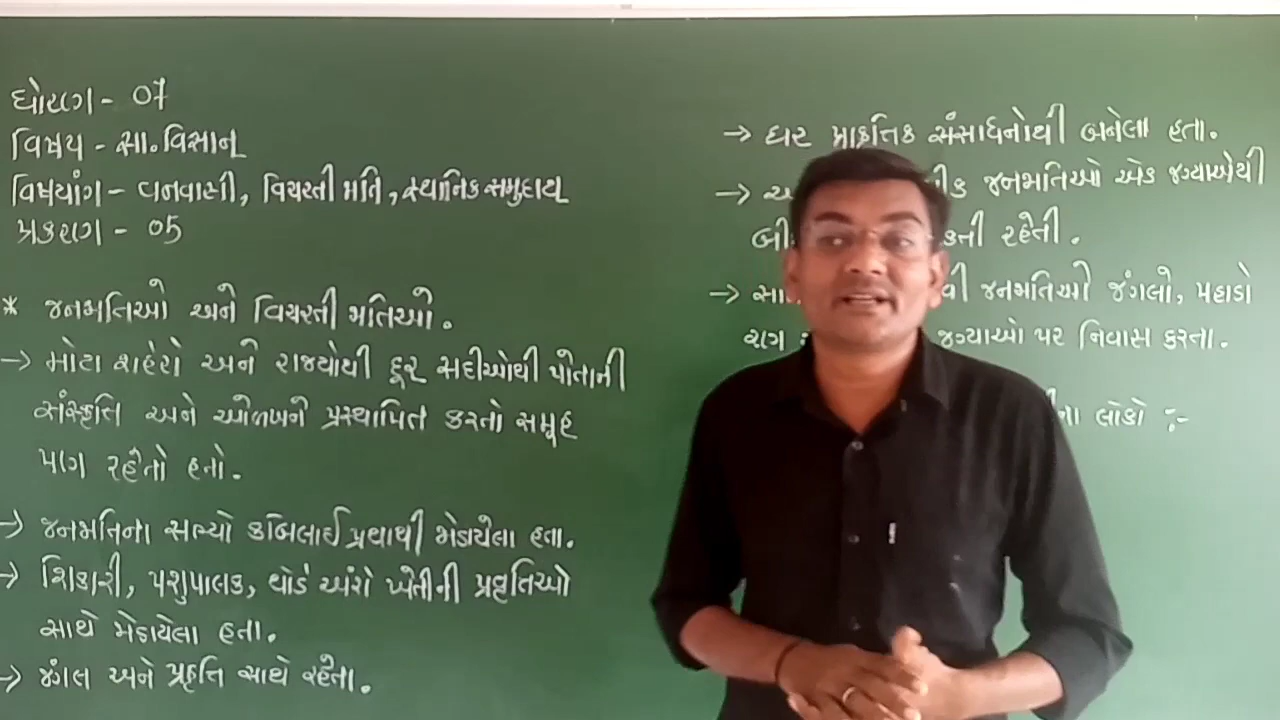 ધોરણ - 07
વિષય - સા. વિજ્ઞાન
વિષયાંગ - વનવાસી, વિચરતી જાતિ, સ્થાનિક સમુદાય
પ્રકરણ - 05
* જનજાતિઓ અને વિચરતી જાતિઓ.
→ મોટા શહેરો અને રાજ્યોથી દૂર સદીઓથી પોતાની
સંસ્કૃતિ અને ઓળખને પ્રસ્થાપિત કરતો સમૂહ
પણ રહેતો હતો.
→ જનજાતિના સભ્યો કબિલાઈ પ્રથાથી જોડાયેલા હતા.
→ શિકારી, પશુપાલક, થોડે અંશે ખેતીની પ્રવૃતિઓ
સાથે જોડાયેલા હતા.
→ જંગલ અને પ્રકૃતિ સાથે રહેતા.
→ ઘર પ્રાકૃતિક સંસાધનોથી બનેલા હતા.
→ જનજાતિઓ એક જગ્યાએથી
રહેતી.
→ જનજાતિઓ જંગલો, પહાડો
રણ જગ્યાઓ પર નિવાસ કરતા.
લોકો :-